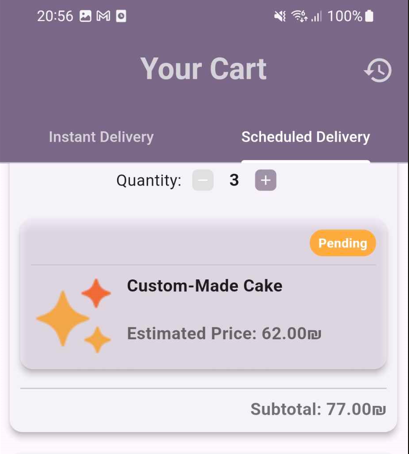 20:56 100%
Your Cart
Instant Delivery Scheduled Delivery
Quantity: − 3 +
Pending
Custom-Made Cake
Estimated Price: 62.00₪
Subtotal: 77.00₪